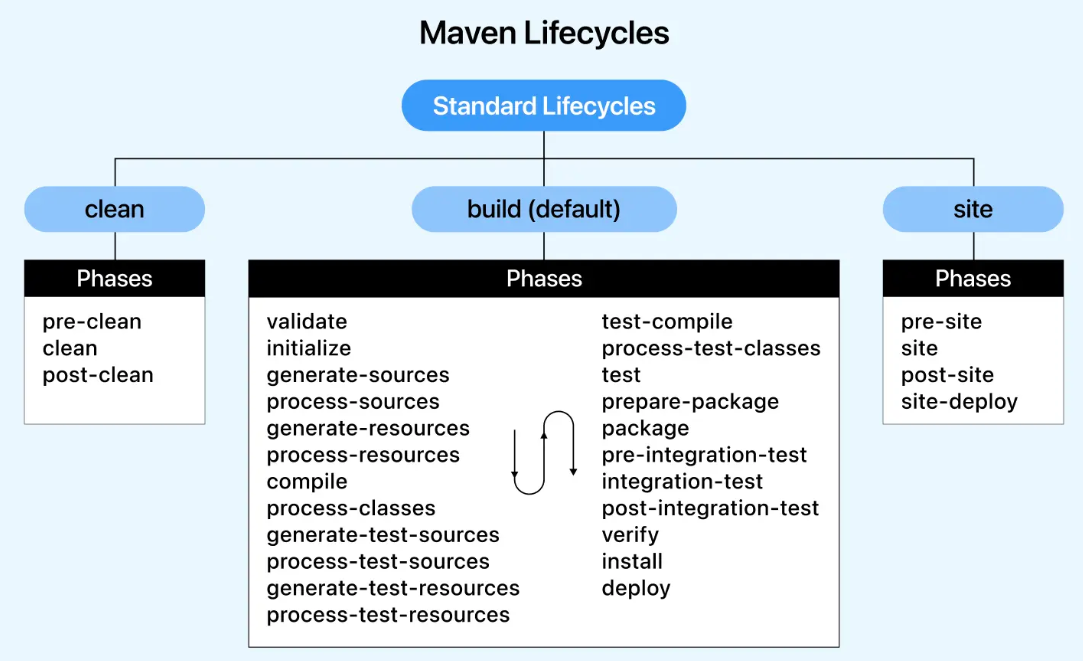 Maven Lifecycles
Standard Lifecycles
clean
build (default)
site
Phases
pre-clean
clean
post-clean
Phases
validate
initialize
generate-sources
process-sources
generate-resources
process-resources
compile
process-classes
generate-test-sources
process-test-sources
generate-test-resources
process-test-resources
test-compile
process-test-classes
test
prepare-package
package
pre-integration-test
integration-test
post-integration-test
verify
install
deploy
Phases
pre-site
site
post-site
site-deploy